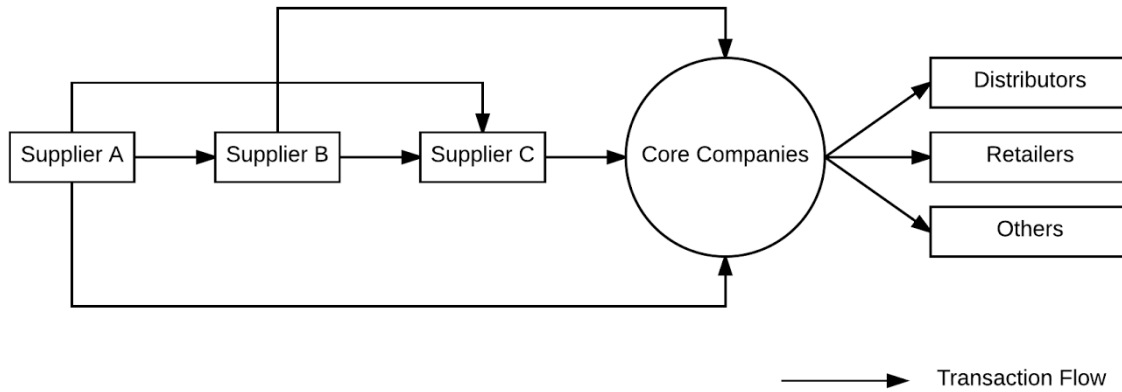 Supplier A
Supplier B
Supplier C
Core Companies
Distributors
Retailers
Others
Transaction Flow